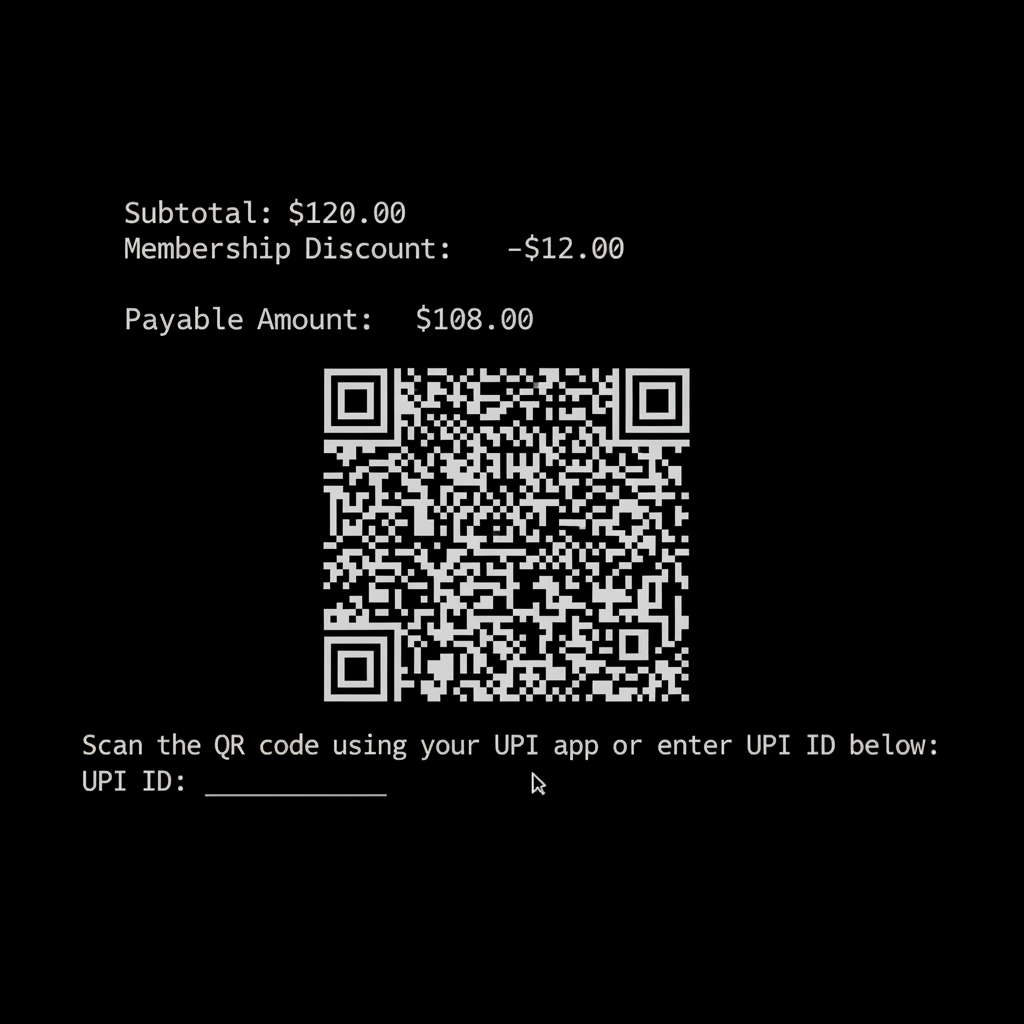 Subtotal: $120.00
Membership Discount: -$12.00
Payable Amount: $108.00
Scan the QR code using your UPI app or enter UPI ID below:
UPI ID: ____________